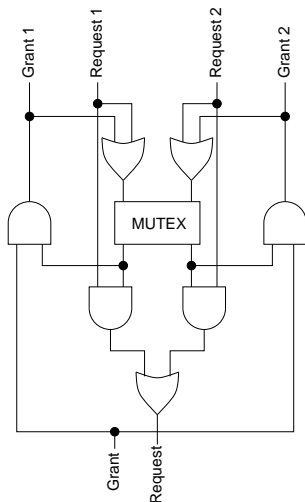 Grant 1
Request 1
Request 2
Grant 2
MUTEX
Grant
Request